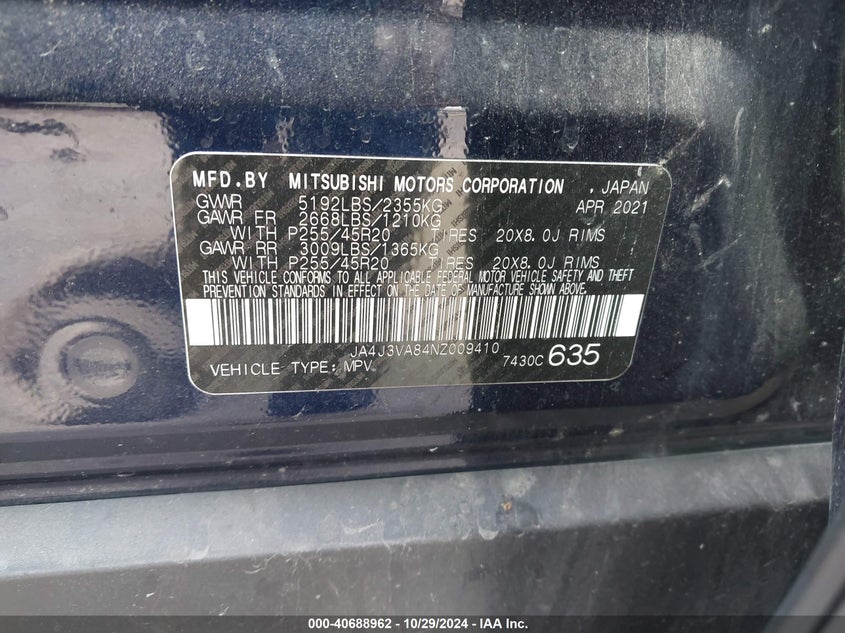 MFD.BY MITSUBISHI MOTORS CORPORATION , JAPAN
GVWR 5192LBS/2355KG APR 2021
GAWR FR 2668LBS/1210KG
WITH P255/45R20 TIRES 20X8.0J RIMS
GAWR RR 3009LBS/1365KG
WITH P255/45R20 TIRES 20X8.0J RIMS
THIS VEHICLE CONFORMS TO ALL APPLICABLE FEDERAL MOTOR VEHICLE SAFETY AND THEFT
PREVENTION STANDARDS IN EFFECT ON THE DATE OF MANUFACTURE SHOWN ABOVE.
JA4J3VA84NZ009410
VEHICLE TYPE: MPV 7430C 635
000-40688962 - 10/29/2024 - IAA Inc.